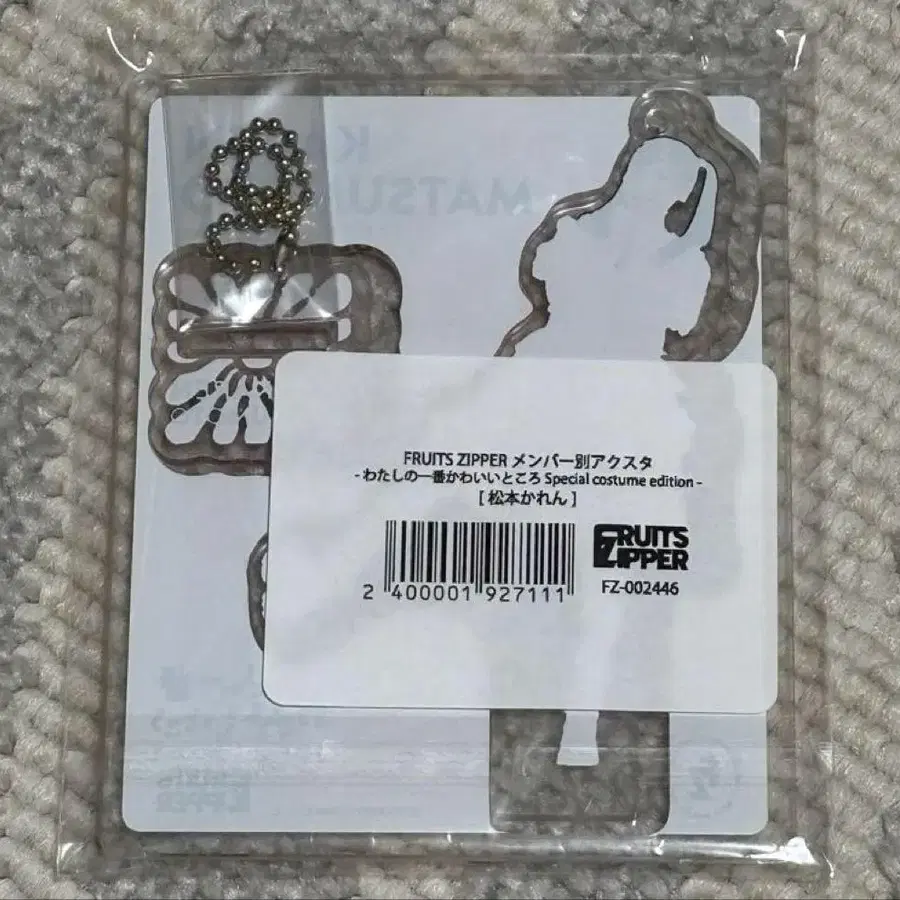 FRUITS ZIPPER メンバー別アクスタ
- わたしの一番かわいいところ Special costume edition -
[ 松本かれん ]
FRUITS
ZIPPER
2 400001 927111
FZ-002446